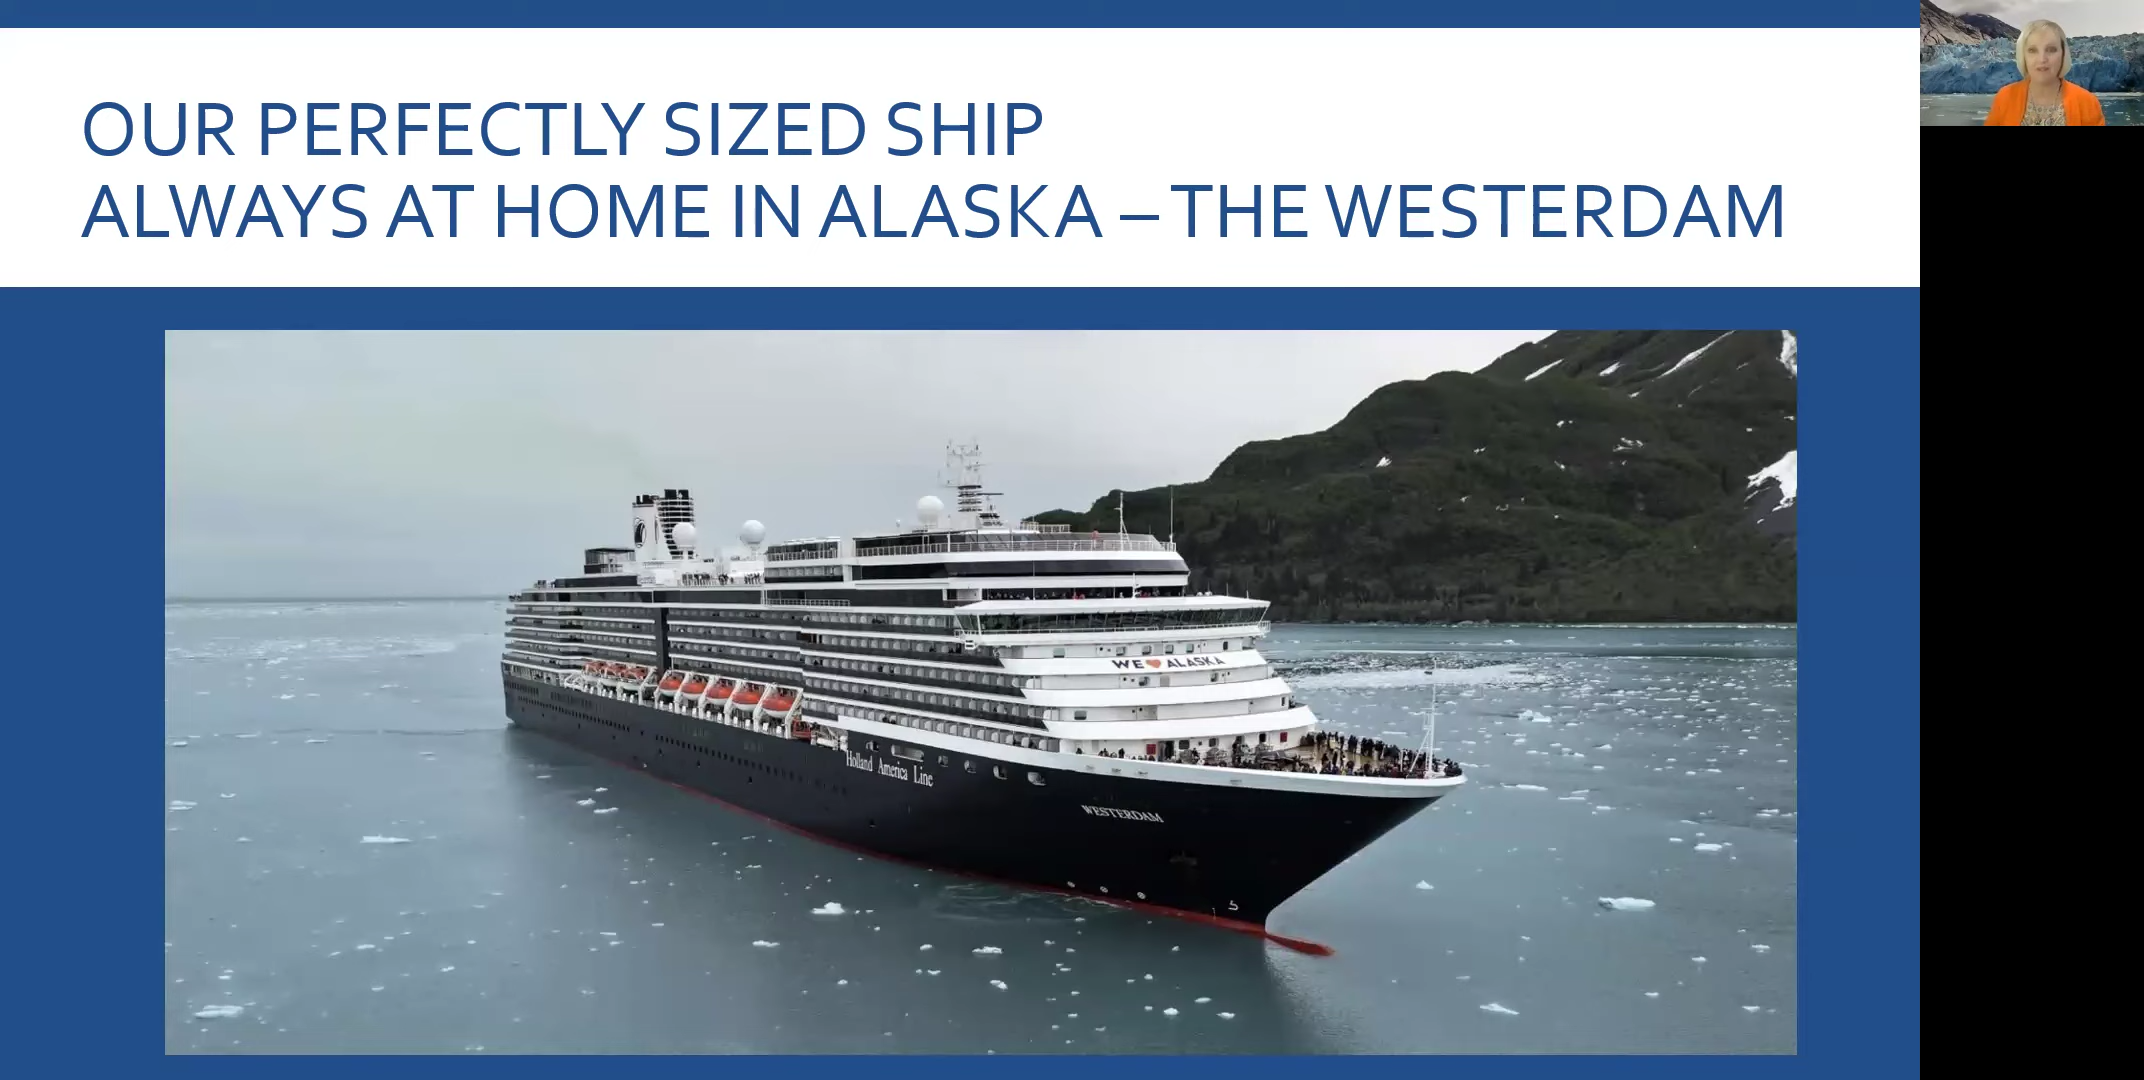 OUR PERFECTLY SIZED SHIP
ALWAYS AT HOME IN ALASKA – THE WESTERDAM
WE ALASKA
Holland America Line
WESTERDAM